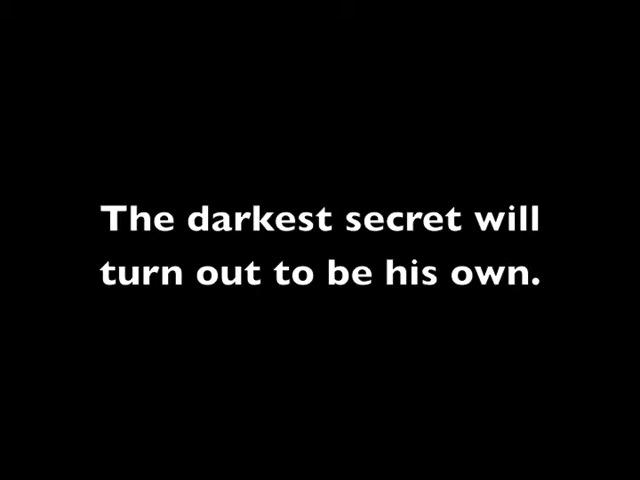 The darkest secret will
turn out to be his own.